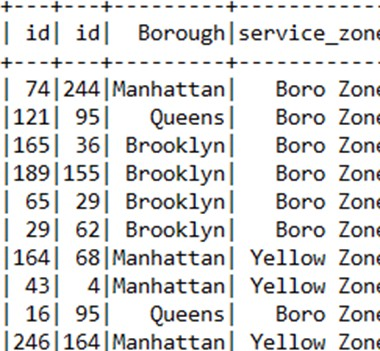 +---+---+---------+------------
| id| id|  Borough|service_zone
+---+---+---------+------------
| 74|244|Manhattan|   Boro Zone
|121| 95|   Queens|   Boro Zone
|165| 36| Brooklyn|   Boro Zone
|189|155| Brooklyn|   Boro Zone
| 65| 29| Brooklyn|   Boro Zone
| 29| 62| Brooklyn|   Boro Zone
|164| 68|Manhattan| Yellow Zone
| 43|  4|Manhattan| Yellow Zone
| 16| 95|   Queens|   Boro Zone
|246|164|Manhattan| Yellow Zone